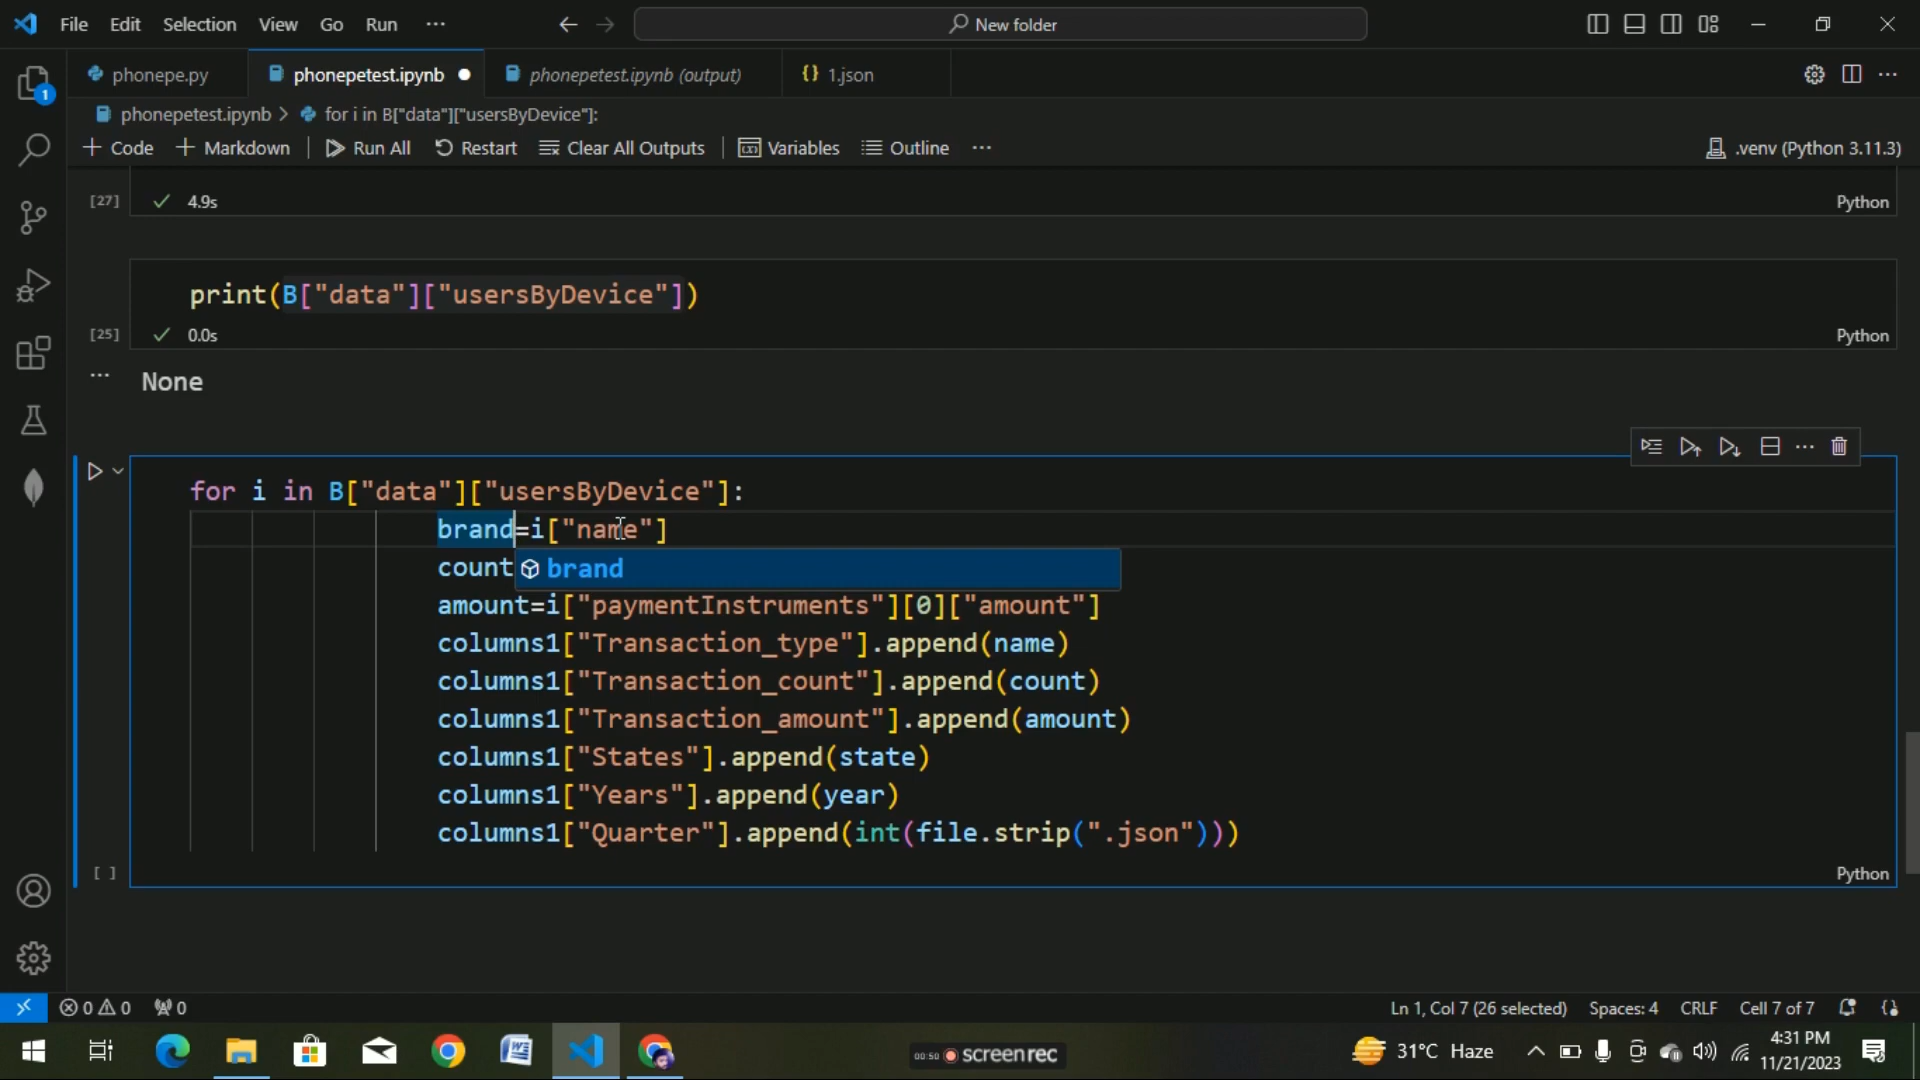 File Edit Selection View Go Run ··· New folder
phonepe.py phonepetest.ipynb phonepetest.ipynb (output) {} 1.json
phonepetest.ipynb > for i in B["data"]["usersByDevice"]:
+ Code + Markdown Run All Restart Clear All Outputs Variables Outline ··· .venv (Python 3.11.3)
[27] ✓ 4.9s Python
print(B["data"]["usersByDevice"])
[25] ✓ 0.0s Python
··· None
for i in B["data"]["usersByDevice"]:
brand=i["name"]
count brand
amount=i["paymentInstruments"][0]["amount"]
columns1["Transaction_type"].append(name)
columns1["Transaction_count"].append(count)
columns1["Transaction_amount"].append(amount)
columns1["States"].append(state)
columns1["Years"].append(year)
columns1["Quarter"].append(int(file.strip(".json")))
[ ] Python
0 0 0 Ln 1, Col 7 (26 selected) Spaces: 4 CRLF Cell 7 of 7 {}
1
00:50 screenrec 31°C Haze 4:31 PM
11/21/2023